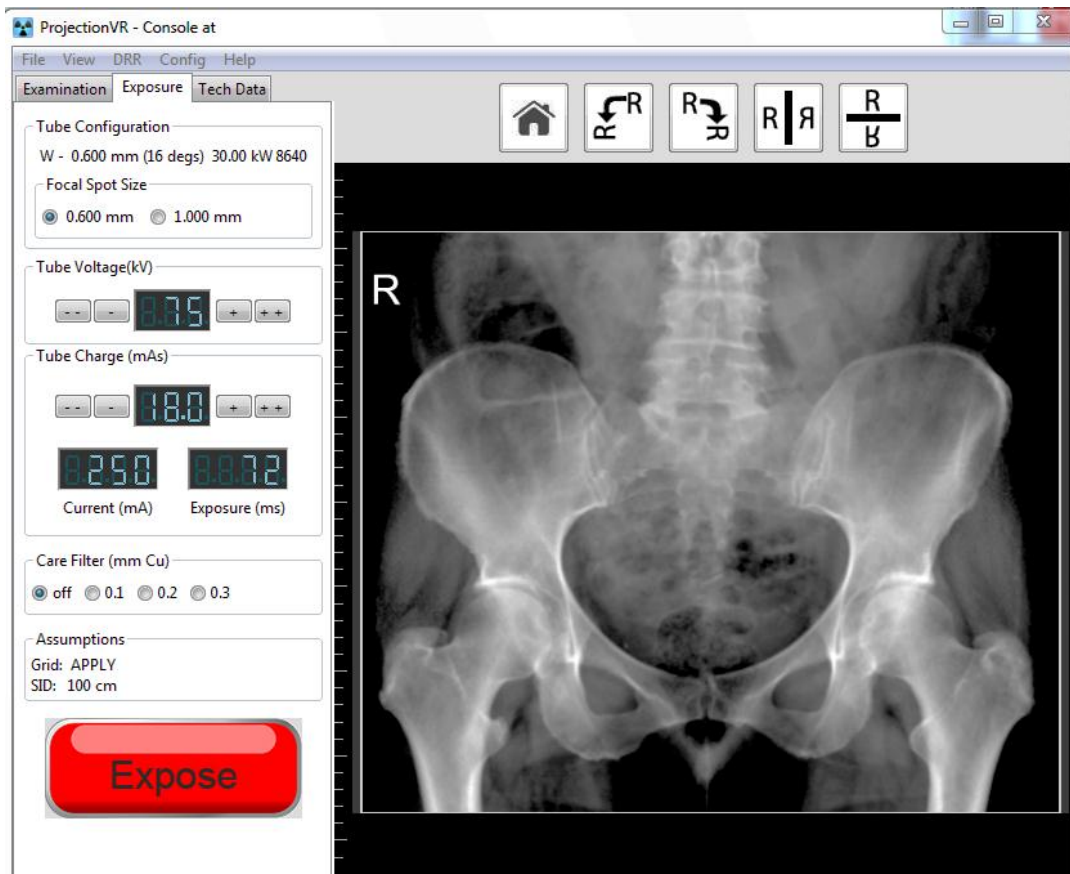 ProjectionVR - Console at
File View DRR Config Help
Examination Exposure Tech Data
Tube Configuration
W - 0.600 mm (16 degs) 30.00 kW 8640
Focal Spot Size
0.600 mm 1.000 mm
Tube Voltage(kV)
-- - 75 + ++
Tube Charge (mAs)
-- - 18.0 + ++
250 72
Current (mA) Exposure (ms)
Care Filter (mm Cu)
off 0.1 0.2 0.3
Assumptions
Grid: APPLY
SID: 100 cm
Expose
R R R R R Я R R
R